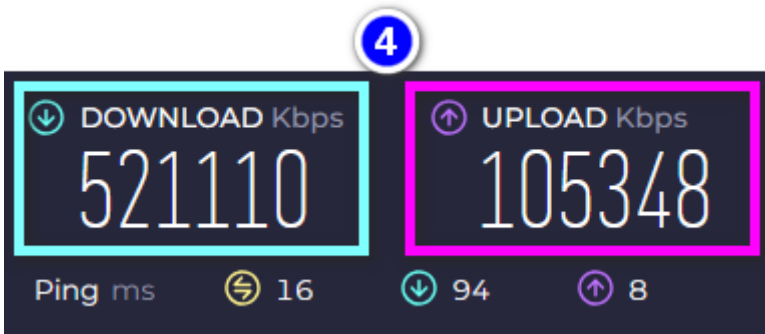 4
DOWNLOAD Kbps
521110
UPLOAD Kbps
105348
Ping ms 16 94 8